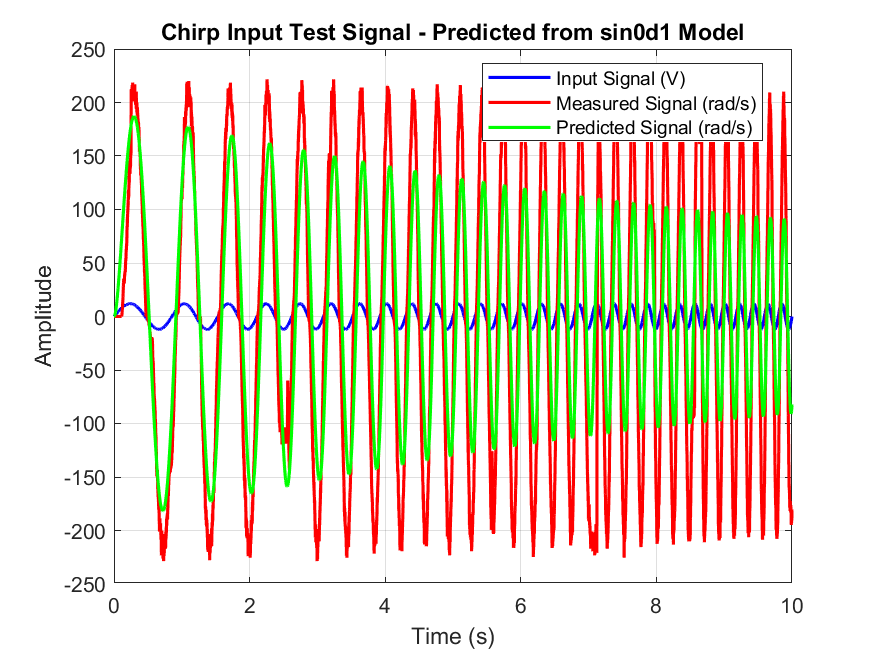 Chirp Input Test Signal - Predicted from sin0d1 Model
Input Signal (V)
Measured Signal (rad/s)
Predicted Signal (rad/s)
250
200
150
100
50
0
-50
-100
-150
-200
-250
Amplitude
0 2 4 6 8 10
Time (s)